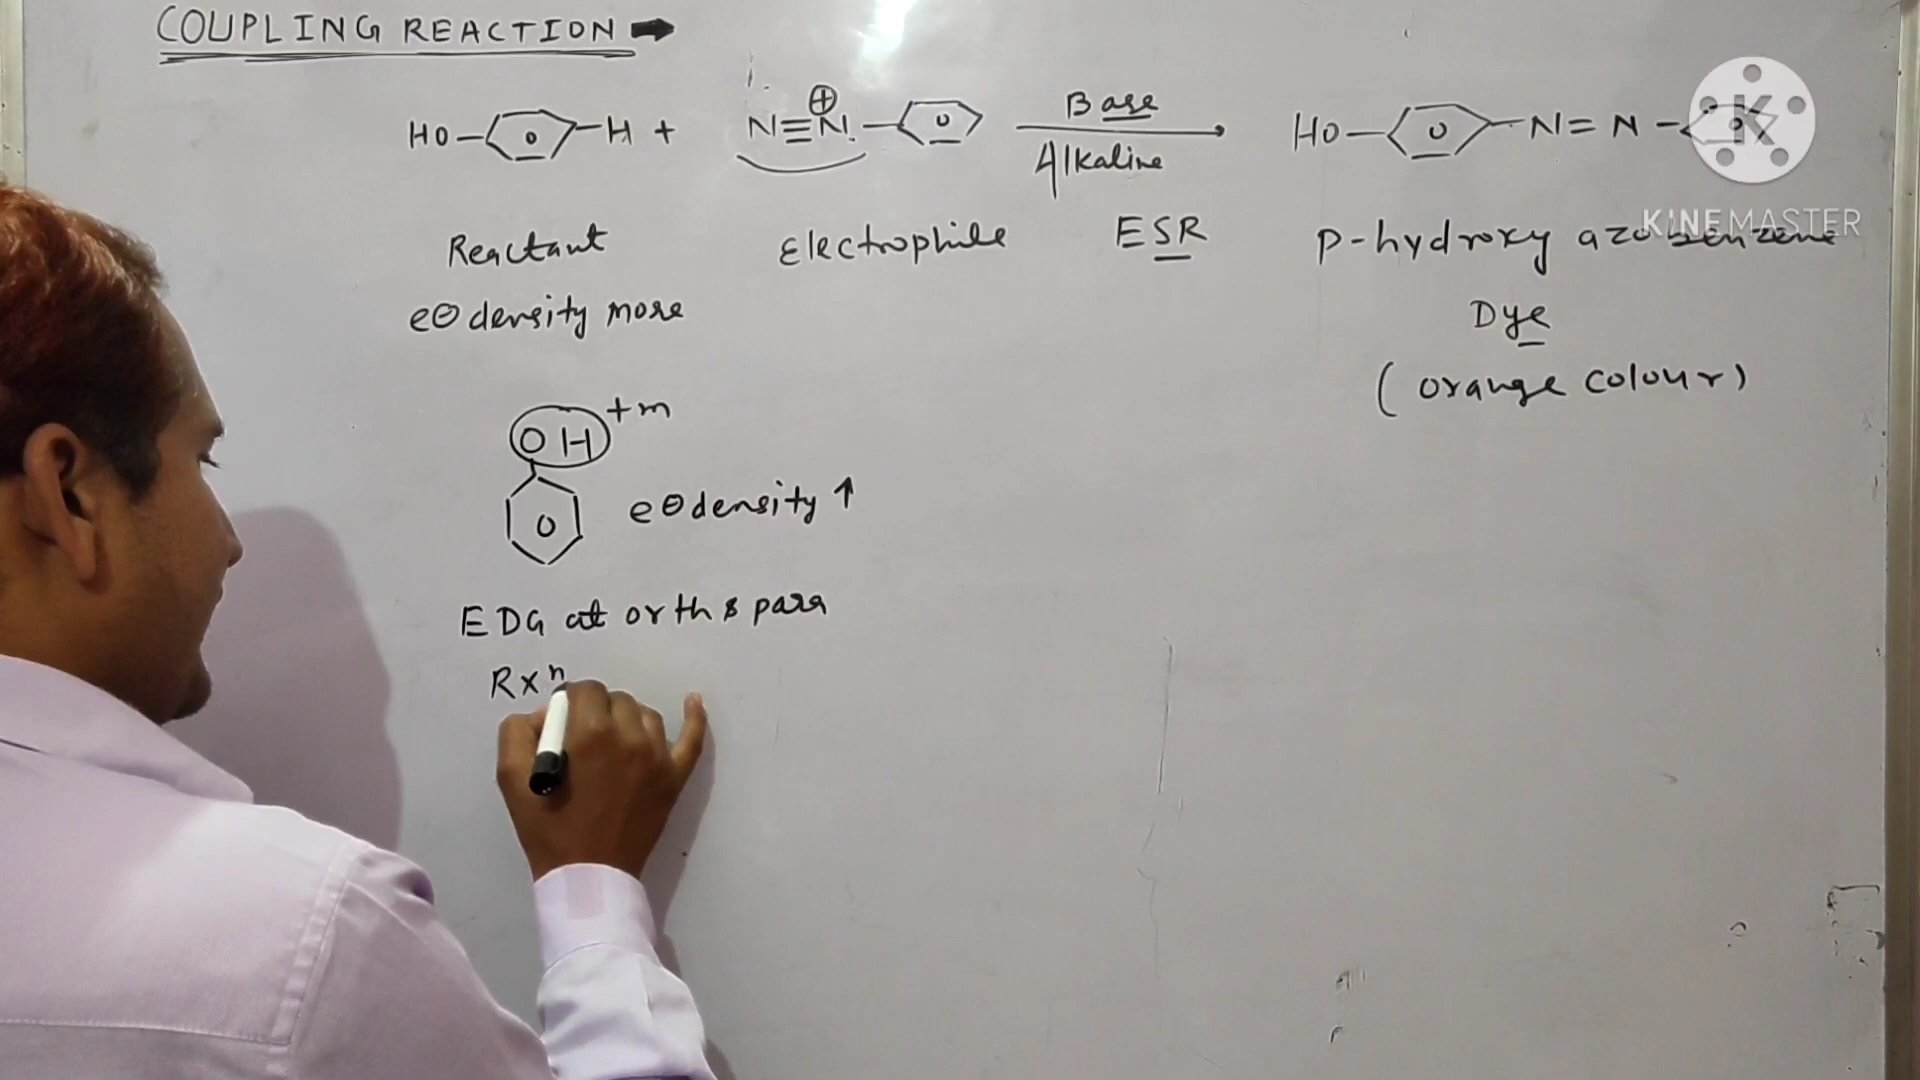 COUPLING REACTION ➡
HO H + N≡N⊕ Base Alkaline HO N=N
Reactant Electrophile ESR P-hydroxy azobenzene
e⊖ density more Dye
(Orange colour)
OH +m
e⊖ density ↑
EDG at orth & para
Rxn
K
KINEMASTER